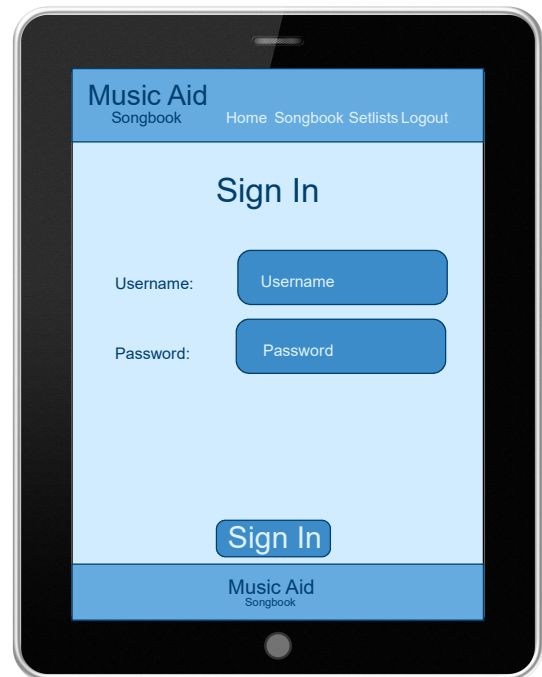 Music Aid
Songbook
Home Songbook Setlists Logout
Sign In
Username: Username
Password: Password
Sign In
Music Aid
Songbook